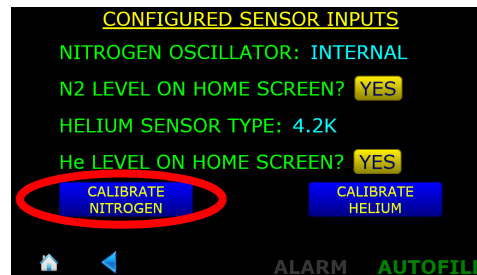 CONFIGURED SENSOR INPUTS
NITROGEN OSCILLATOR: INTERNAL
N2 LEVEL ON HOME SCREEN? YES
HELIUM SENSOR TYPE: 4.2K
He LEVEL ON HOME SCREEN? YES
CALIBRATE
NITROGEN
CALIBRATE
HELIUM
ALARM AUTOFILL